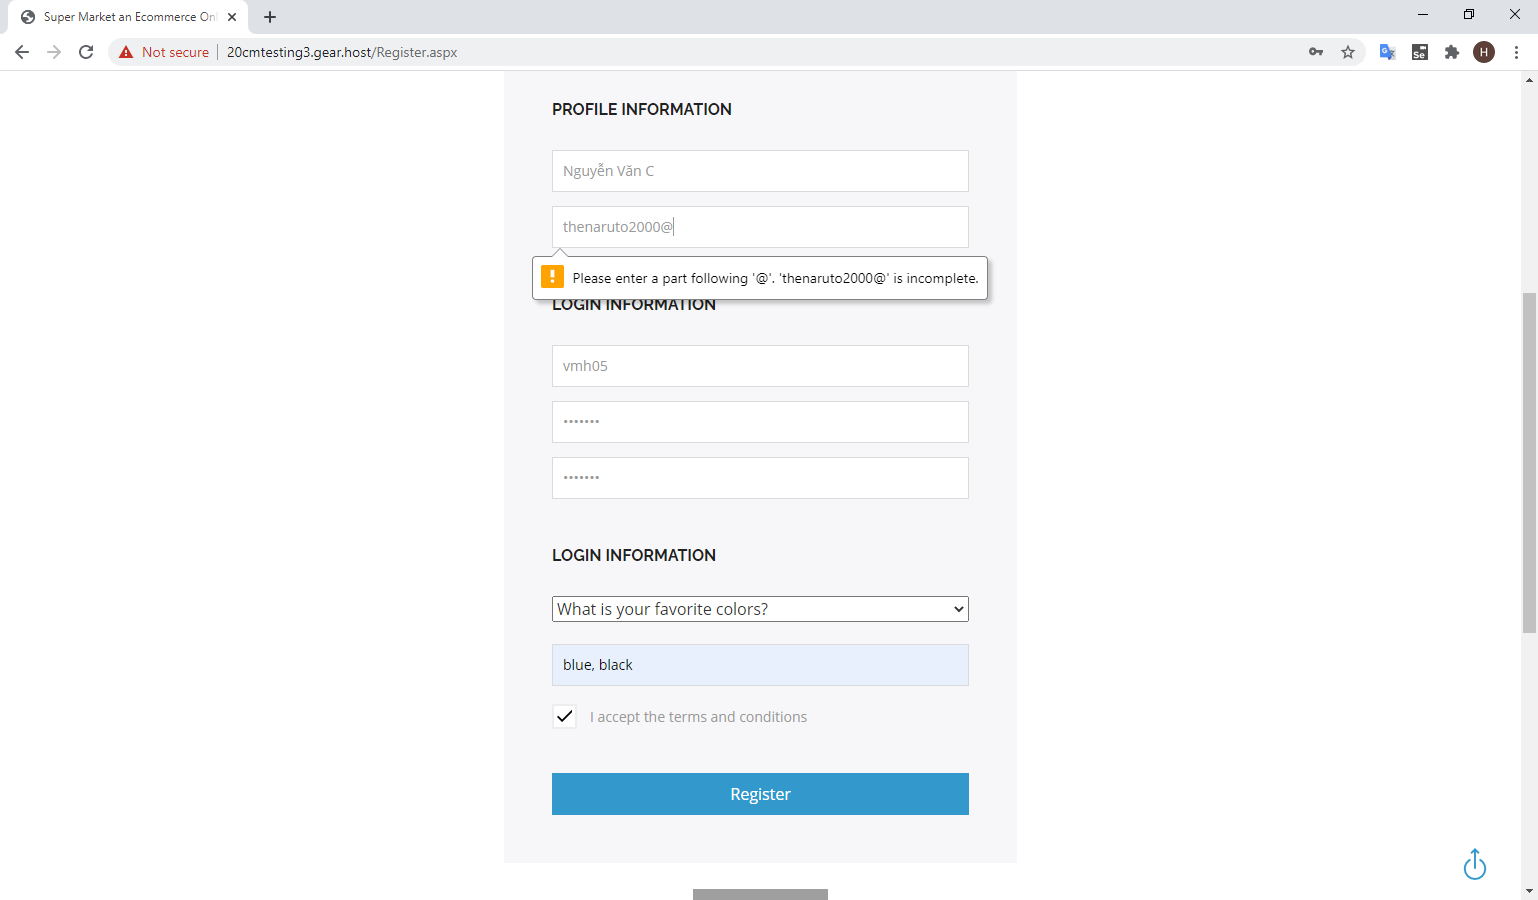 Super Market an Ecommerce Onl
Not secure
20cmtesting3.gear.host/Register.aspx
Se
H
PROFILE INFORMATION
Nguyễn Văn C
thenaruto2000@
Please enter a part following '@'. 'thenaruto2000@' is incomplete.
LOGIN INFORMATION
vmh05
•••••••
•••••••
LOGIN INFORMATION
What is your favorite colors?
blue, black
I accept the terms and conditions
Register